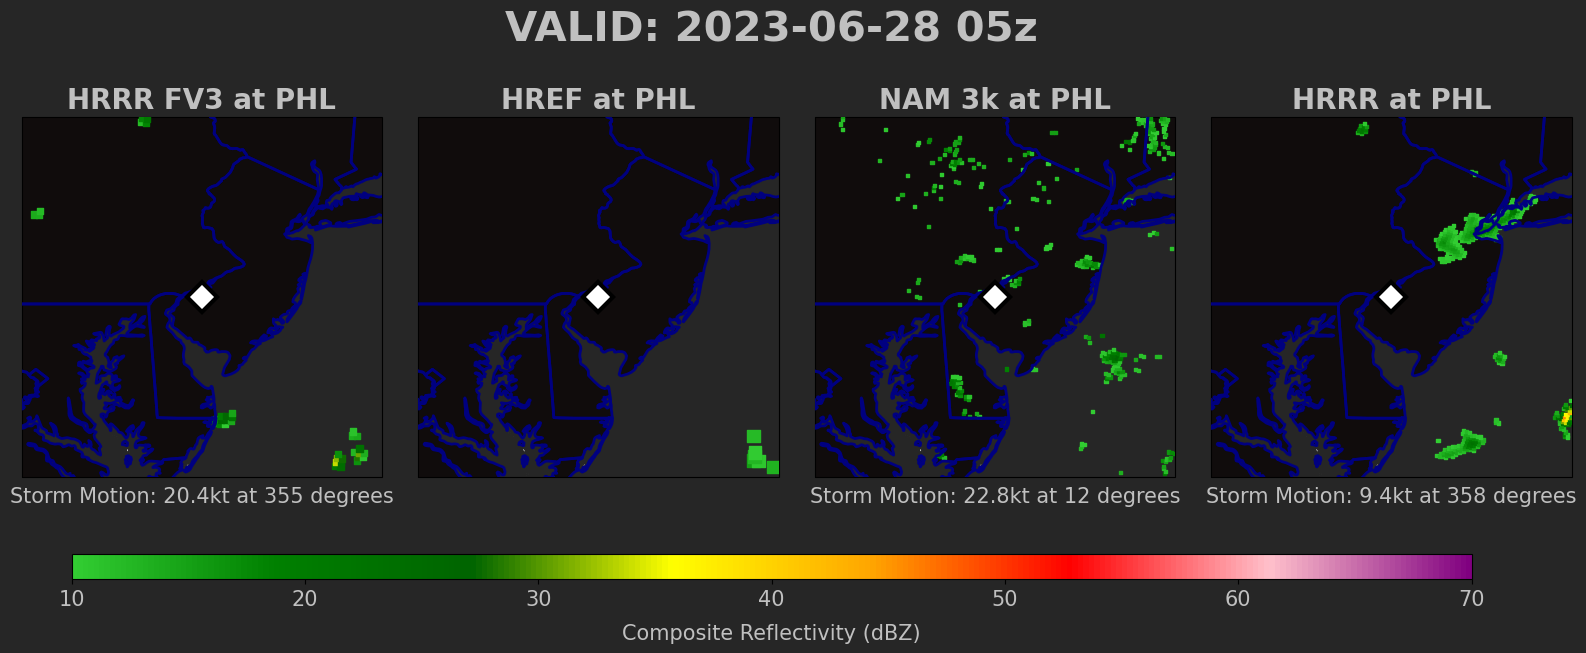 VALID: 2023-06-28 05z
HRRR FV3 at PHL
HREF at PHL
NAM 3k at PHL
HRRR at PHL
Storm Motion: 20.4kt at 355 degrees
Storm Motion: 22.8kt at 12 degrees
Storm Motion: 9.4kt at 358 degrees
10 20 30 40 50 60 70
Composite Reflectivity (dBZ)